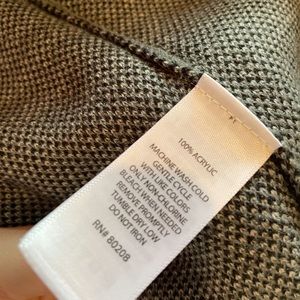 100% ACRYLIC
MACHINE WASH COLD
GENTLE CYCLE
WITH LIKE COLORS
ONLY NON-CHLORINE
BLEACH WHEN NEEDED
REMOVE PROMPTLY
TUMBLE DRY LOW
DO NOT IRON
RN# 80208